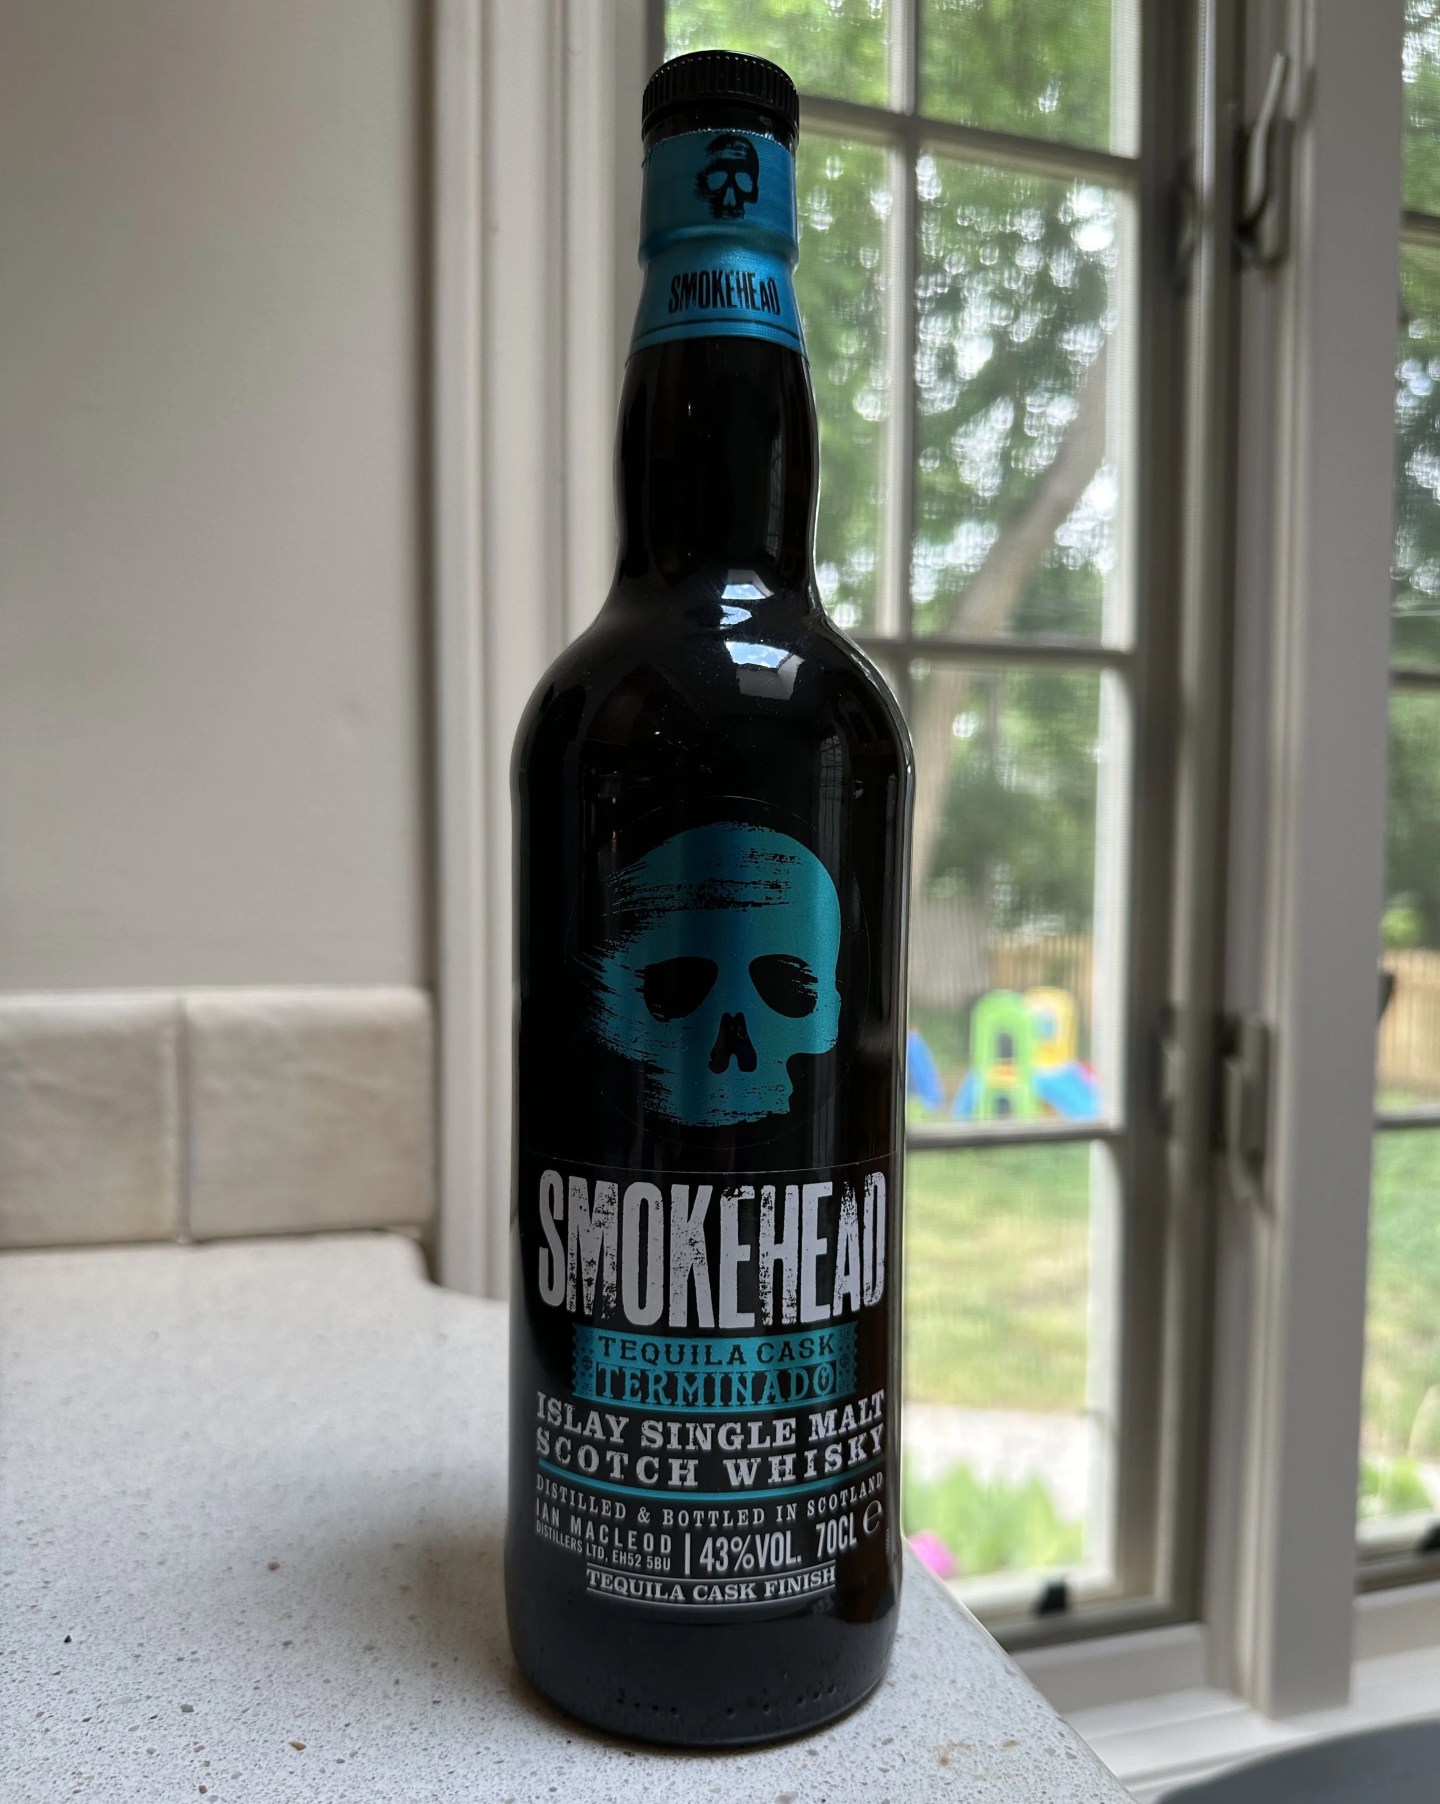 SMOKEHEAD
SMOKEHEAD
TEQUILA CASK
TERMINADO
ISLAY SINGLE MALT
SCOTCH WHISKY
DISTILLED & BOTTLED IN SCOTLAND
IAN MACLEOD
DISTILLERS LTD, EH52 5BU | 43%VOL. 70CL ℮
TEQUILA CASK FINISH